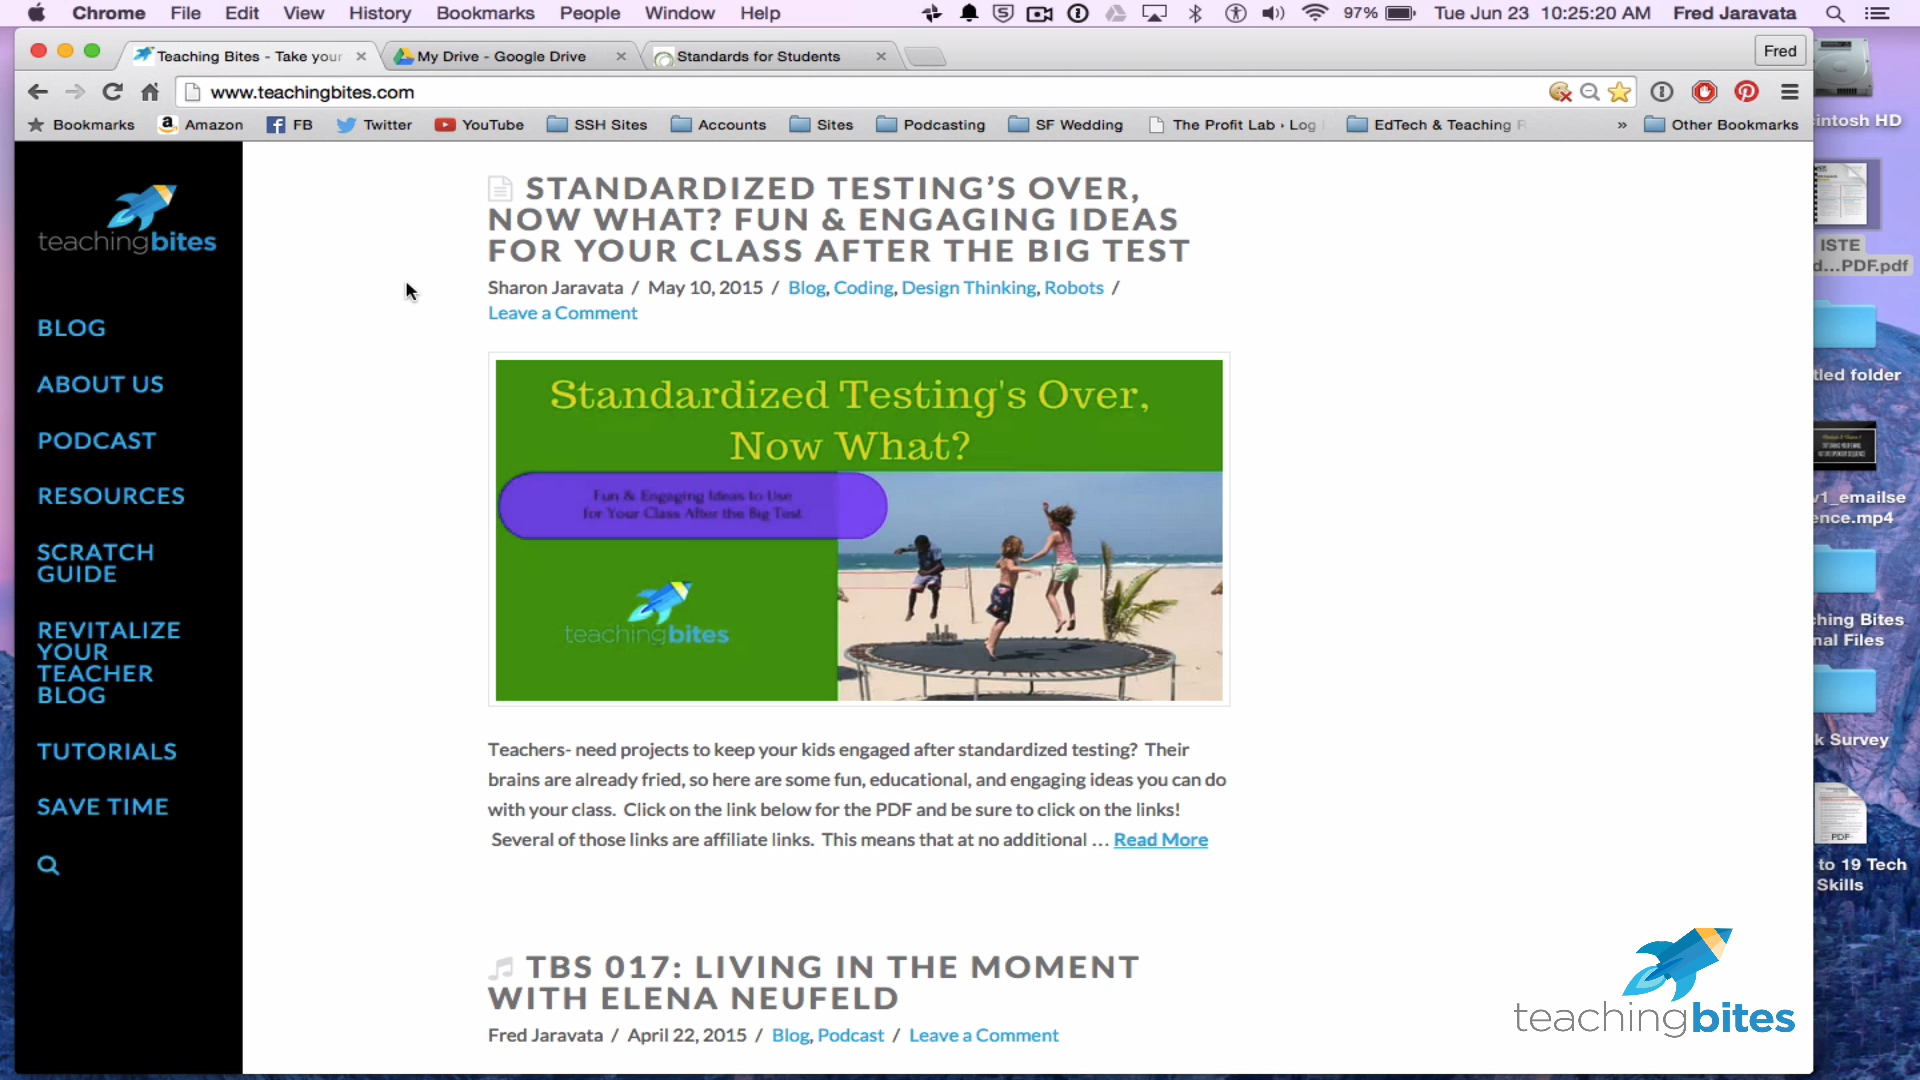 Chrome File Edit View History Bookmarks People Window Help 97% Tue Jun 23 10:25:20 AM Fred Jaravata
Teaching Bites - Take your My Drive - Google Drive Standards for Students Fred
www.teachingbites.com
Bookmarks Amazon FB Twitter YouTube SSH Sites Accounts Sites Podcasting SF Wedding The Profit Lab › Log EdTech & Teaching » Other Bookmarks
intosh HD
ISTE
d...PDF.pdf
tled folder
v1_emailse
ence.mp4
ching Bites
nal Files
k Survey
PDF
to 19 Tech
Skills
teachingbites
BLOG
ABOUT US
PODCAST
RESOURCES
SCRATCH
GUIDE
REVITALIZE
YOUR
TEACHER
BLOG
TUTORIALS
SAVE TIME
STANDARDIZED TESTING’S OVER,
NOW WHAT? FUN & ENGAGING IDEAS
FOR YOUR CLASS AFTER THE BIG TEST
Sharon Jaravata / May 10, 2015 / Blog, Coding, Design Thinking, Robots /
Leave a Comment
Standardized Testing's Over,
Now What?
Fun & Engaging Ideas to Use
for Your Class After the Big Test
teachingbites
Teachers- need projects to keep your kids engaged after standardized testing? Their
brains are already fried, so here are some fun, educational, and engaging ideas you can do
with your class. Click on the link below for the PDF and be sure to click on the links!
Several of those links are affiliate links. This means that at no additional … Read More
TBS 017: LIVING IN THE MOMENT
WITH ELENA NEUFELD
Fred Jaravata / April 22, 2015 / Blog, Podcast / Leave a Comment
teachingbites